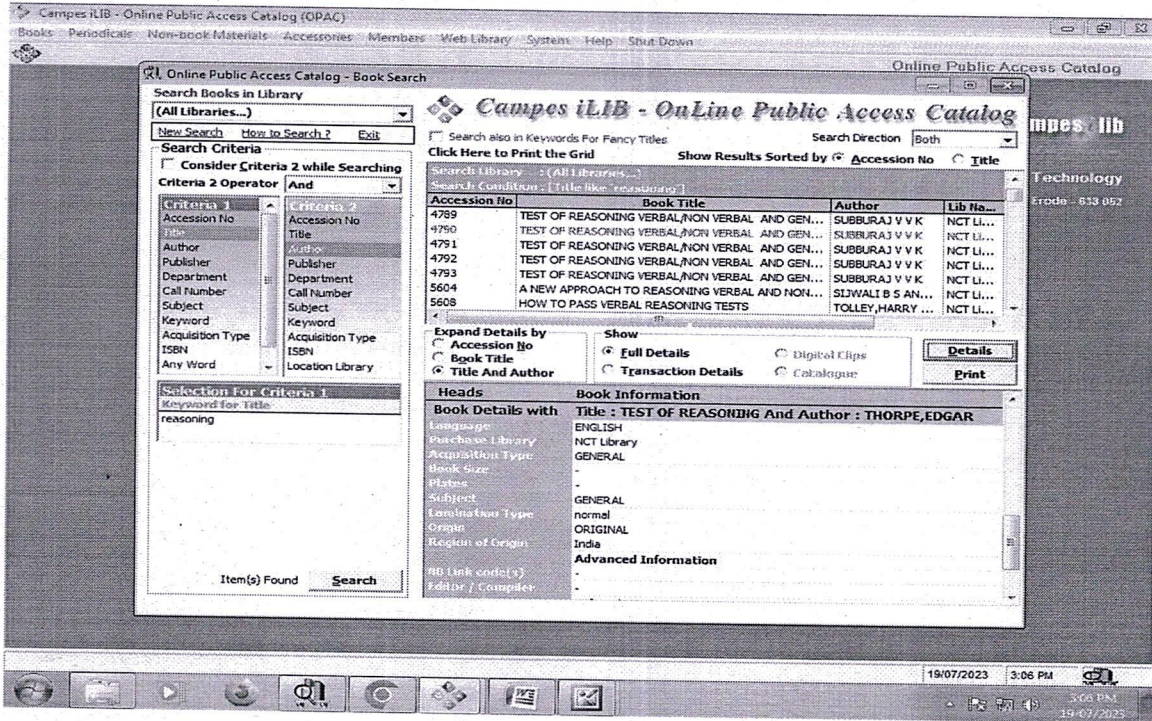 Campes iLIB - Online Public Access Catalog (OPAC)
Books Periodicals Non-book Materials Accessories Members Web Library System Help Shut Down
Online Public Access Catalog
Online Public Access Catalog - Book Search
Search Books in Library
(All Libraries...)
New Search How to Search ? Exit
Search Criteria
Consider Criteria 2 while Searching
Criteria 2 Operator And
Criteria 1
Accession No
Title
Author
Publisher
Department
Call Number
Subject
Keyword
Acquisition Type
ISBN
Any Word
Criteria 2
Accession No
Title
Author
Publisher
Department
Call Number
Subject
Keyword
Acquisition Type
ISBN
Location Library
Selection For Criteria 1
Keyword for Title
reasoning
Item(s) Found Search
Campes iLIB - OnLine Public Access Catalog
Search also in Keywords For Fancy Titles Search Direction Both
Click Here to Print the Grid Show Results Sorted by Accession No Title
Search Library : (All Libraries...)
Search Condition : [Title like 'reasoning']
Accession No Book Title Author Lib Na...
4789 TEST OF REASONING VERBAL/NON VERBAL AND GEN... SUBBURAJ V V K NCT Li...
4790 TEST OF REASONING VERBAL/NON VERBAL AND GEN... SUBBURAJ V V K NCT Li...
4791 TEST OF REASONING VERBAL/NON VERBAL AND GEN... SUBBURAJ V V K NCT Li...
4792 TEST OF REASONING VERBAL/NON VERBAL AND GEN... SUBBURAJ V V K NCT Li...
4793 TEST OF REASONING VERBAL/NON VERBAL AND GEN... SUBBURAJ V V K NCT Li...
5604 A NEW APPROACH TO REASONING VERBAL AND NON... SIJWALI B S AN... NCT Li...
5608 HOW TO PASS VERBAL REASONING TESTS TOLLEY,HARRY ... NCT Li...
Expand Details by
Accession No
Book Title
Title And Author
Show
Full Details Digital Clips
Transaction Details Catalogue
Details
Print
Heads Book Information
Book Details with Title : TEST OF REASONING And Author : THORPE,EDGAR
Language ENGLISH
Purchase Library NCT Library
Acquisition Type GENERAL
Book Size -
Plates -
Subject GENERAL
Lamination Type normal
Origin ORIGINAL
Region of Origin India
Advanced Information
BB Link code(s) -
Editor / Compiler -
mpes iLib
Technology
Erode - 638 052
19/07/2023 3:06 PM
3:06 PM
19-07-2023